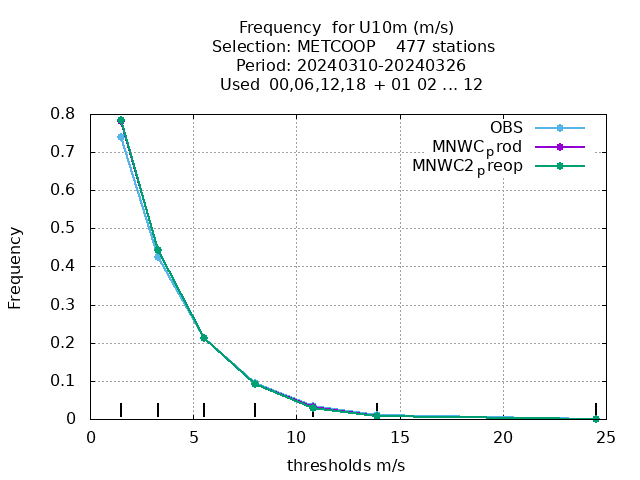 Frequency for U10m (m/s)
Selection: METCOOP 477 stations
Period: 20240310-20240326
Used 00,06,12,18 + 01 02 ... 12
OBS
MNWCprod
MNWC2preop
Frequency
0.8
0.7
0.6
0.5
0.4
0.3
0.2
0.1
0
0 5 10 15 20 25
thresholds m/s